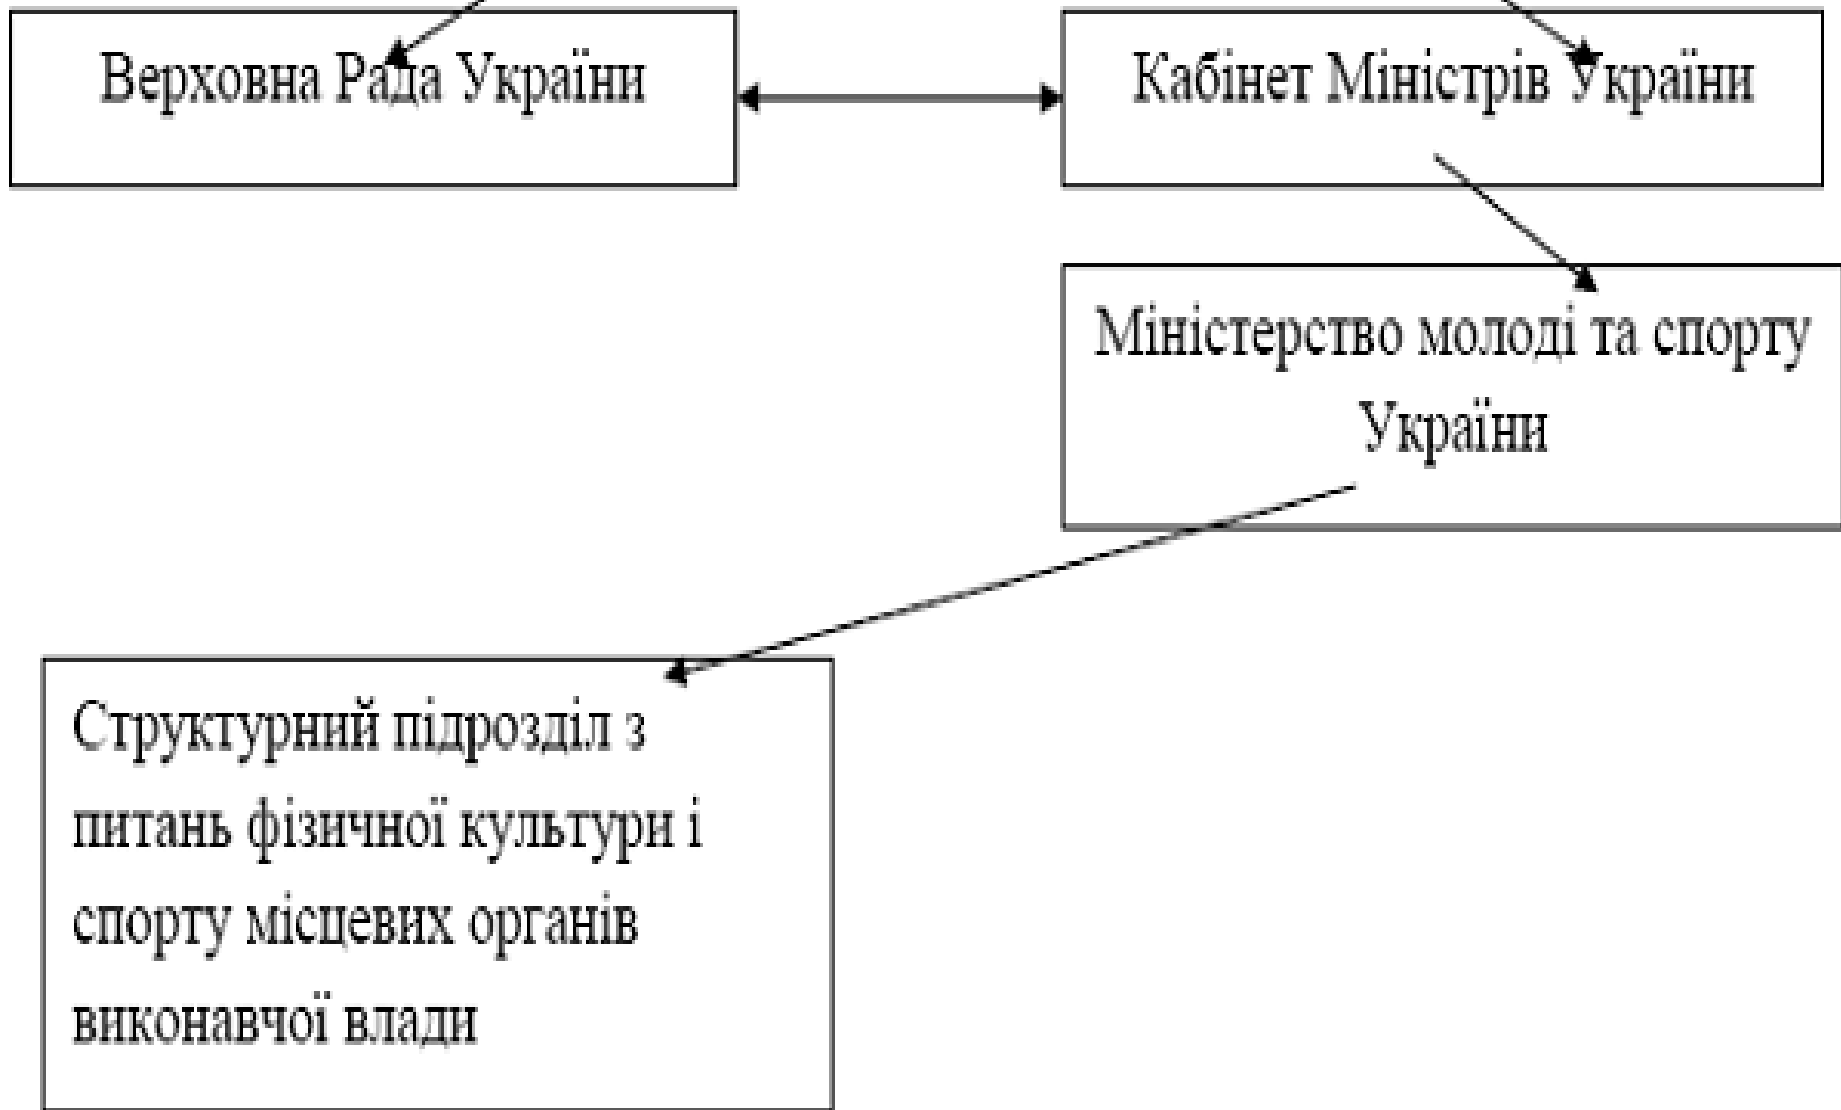 Верховна Рада України
Кабінет Міністрів України
Міністерство молоді та спорту
України
Структурний підрозділ з
питань фізичної культури і
спорту місцевих органів
виконавчої влади